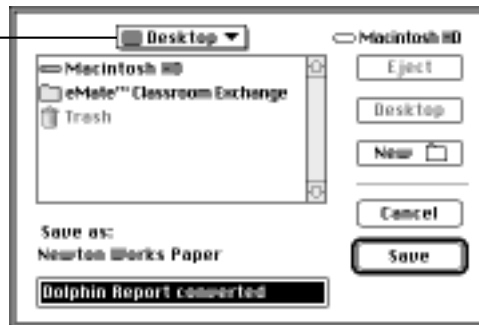 Desktop
Macintosh HD
Macintosh HD
eMate™ Classroom Exchange
Trash
Eject
Desktop
New
Cancel
Save
Save as:
Newton Works Paper
Dolphin Report converted